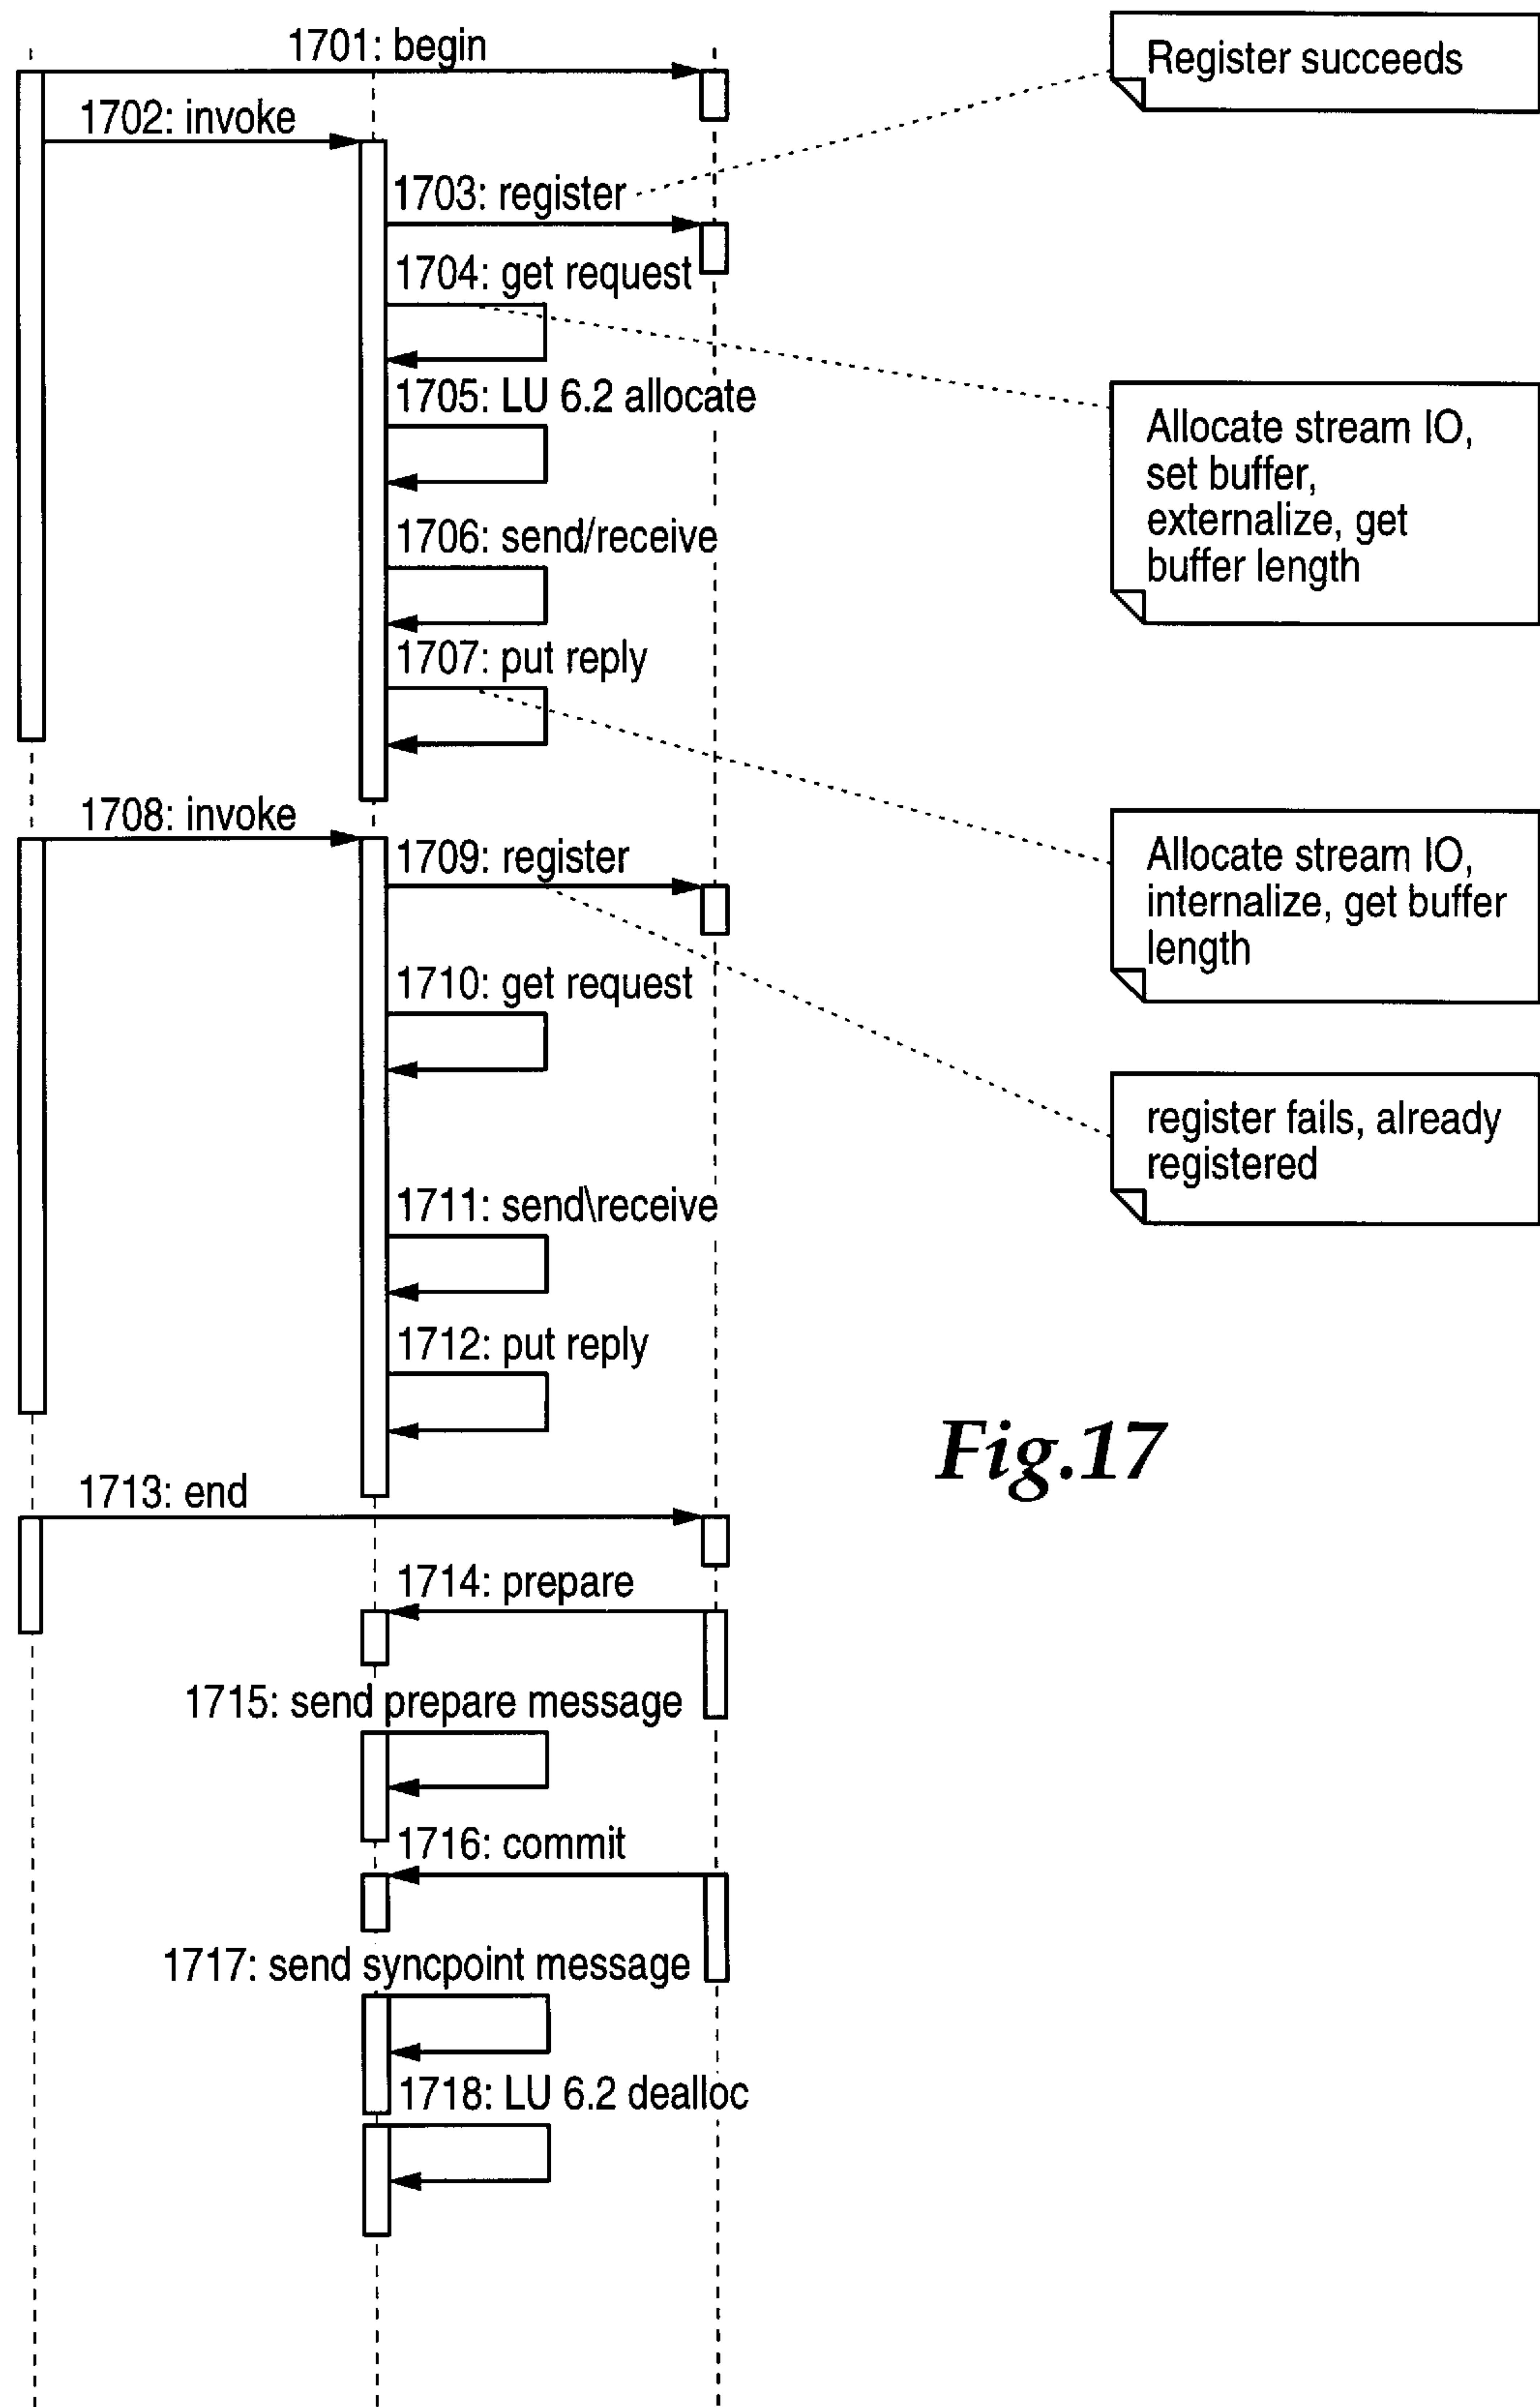 1701: begin
Register succeeds
1702: invoke
1703: register
1704: get request
1705: LU 6.2 allocate
Allocate stream IO,
set buffer,
externalize, get
buffer length
1706: send/receive
1707: put reply
1708: invoke
1709: register
Allocate stream IO,
internalize, get buffer
length
1710: get request
register fails, already
registered
1711: send\receive
1712: put reply
Fig.17
1713: end
1714: prepare
1715: send prepare message
1716: commit
1717: send syncpoint message
1718: LU 6.2 dealloc